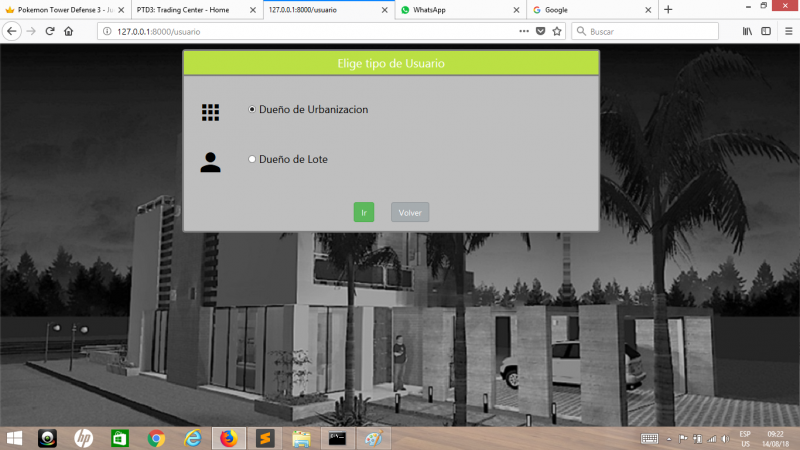 Pokemon Tower Defense 3 - Ju
PTD3: Trading Center - Home
127.0.0.1:8000/usuario
WhatsApp
Google
127.0.0.1:8000/usuario
Buscar
Elige tipo de Usuario
Dueño de Urbanizacion
Dueño de Lote
Ir
Volver
ESP
09:22
US
14/08/18